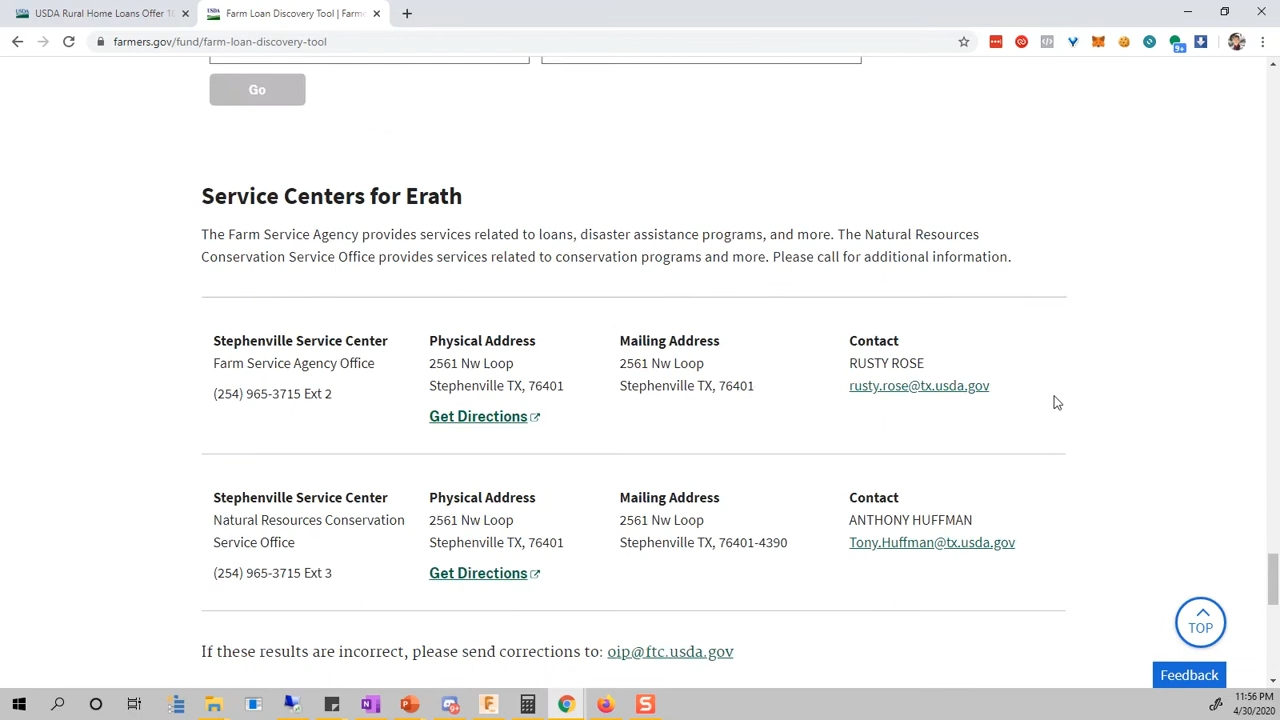 USDA Rural Home Loans Offer 10
Farm Loan Discovery Tool | Farme
farmers.gov/fund/farm-loan-discovery-tool
9+
Go
Service Centers for Erath
The Farm Service Agency provides services related to loans, disaster assistance programs, and more. The Natural Resources
Conservation Service Office provides services related to conservation programs and more. Please call for additional information.
Stephenville Service Center
Farm Service Agency Office
(254) 965-3715 Ext 2
Physical Address
2561 Nw Loop
Stephenville TX, 76401
Get Directions
Mailing Address
2561 Nw Loop
Stephenville TX, 76401
Contact
RUSTY ROSE
rusty.rose@tx.usda.gov
Stephenville Service Center
Natural Resources Conservation
Service Office
(254) 965-3715 Ext 3
Physical Address
2561 Nw Loop
Stephenville TX, 76401
Get Directions
Mailing Address
2561 Nw Loop
Stephenville TX, 76401-4390
Contact
ANTHONY HUFFMAN
Tony.Huffman@tx.usda.gov
If these results are incorrect, please send corrections to: oip@ftc.usda.gov
TOP
Feedback
11:56 PM
4/30/2020